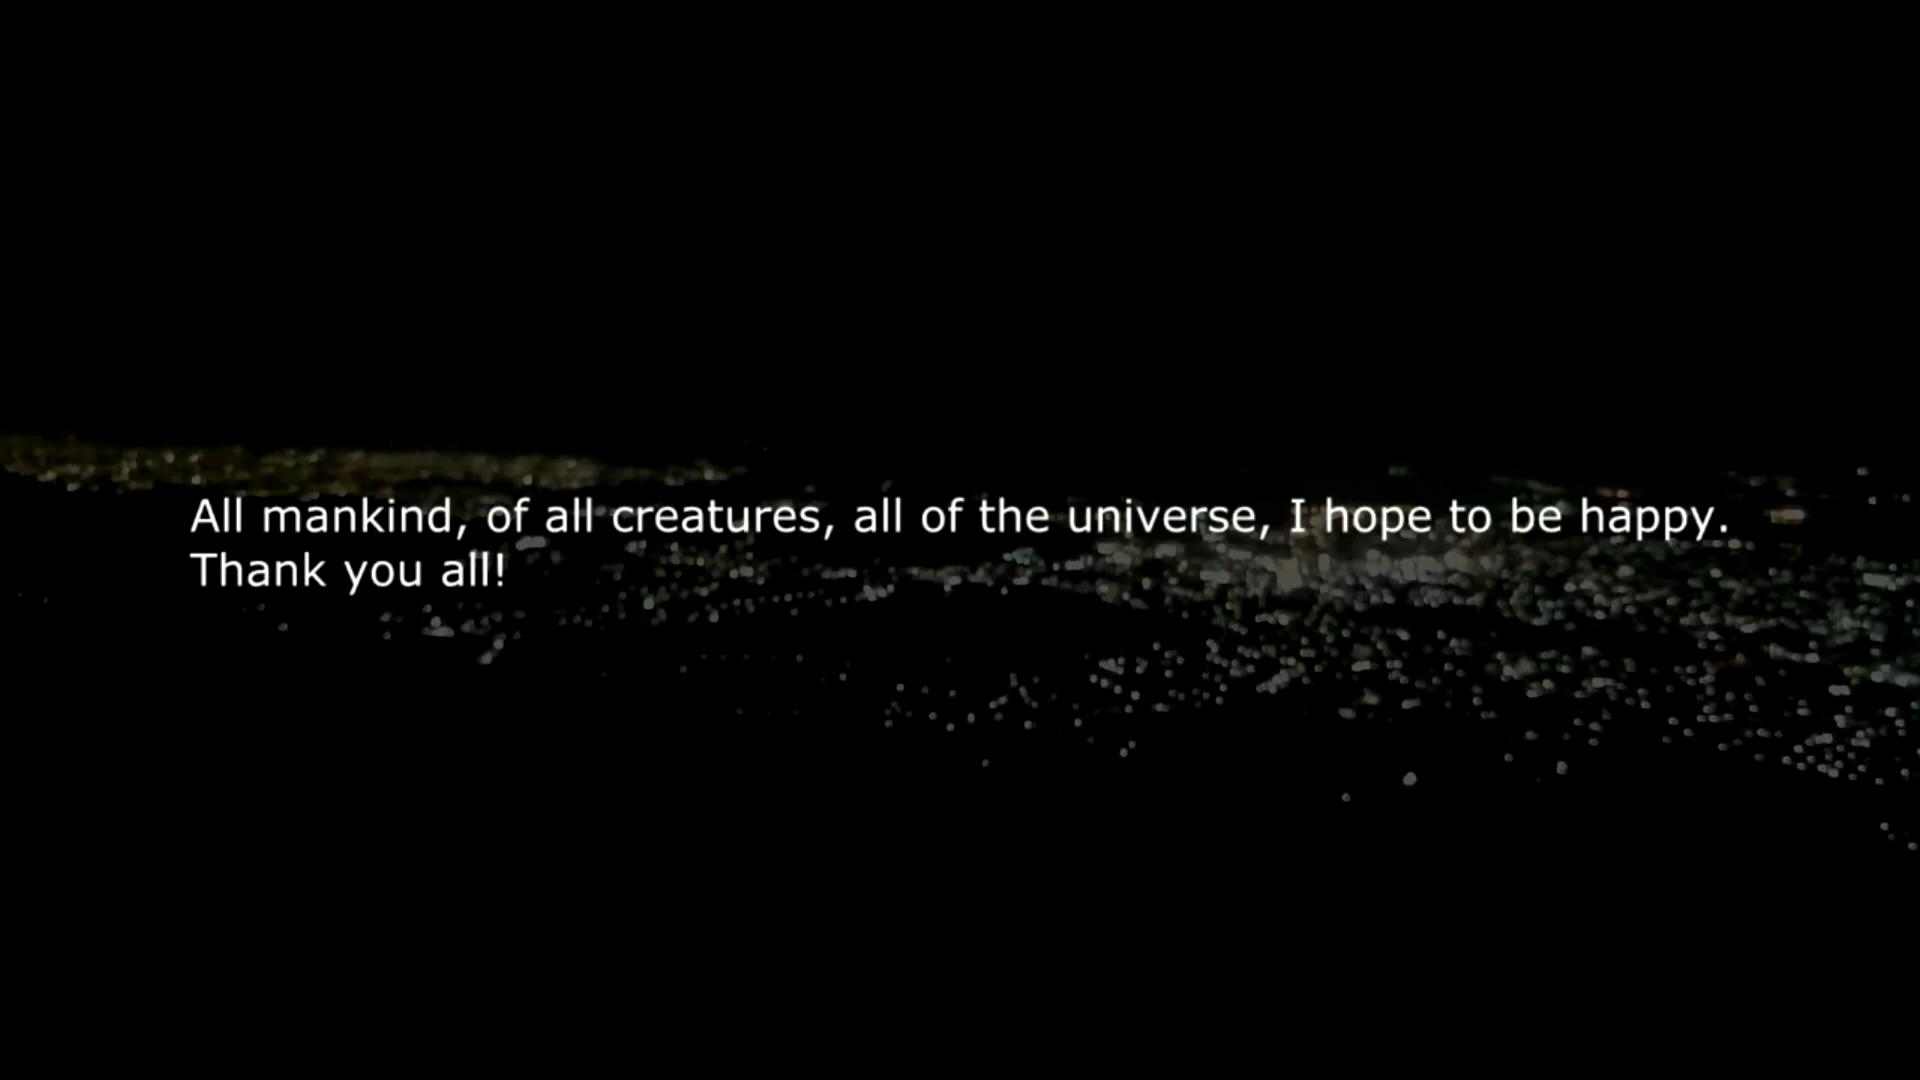 All mankind, of all creatures, all of the universe, I hope to be happy.
Thank you all!